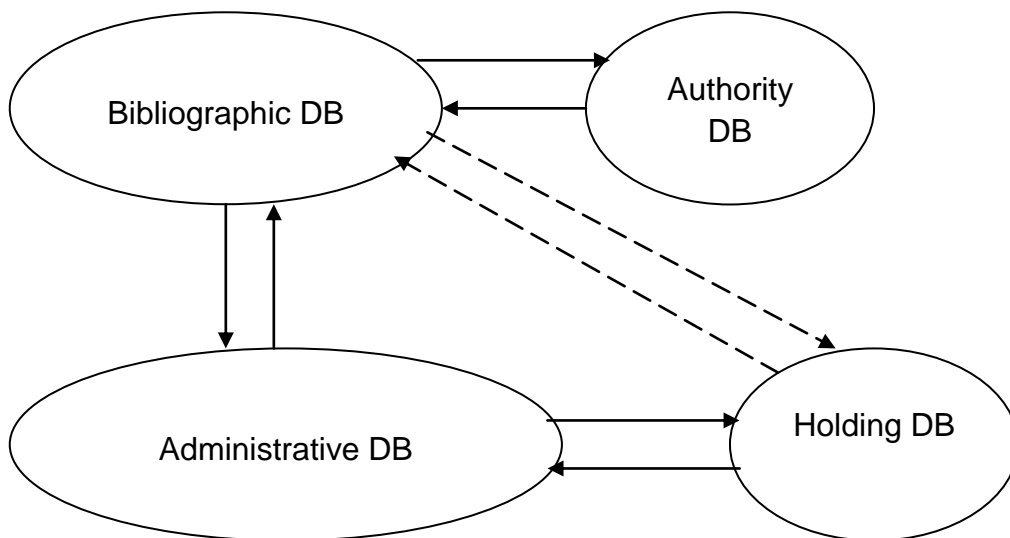 Bibliographic DB
Authority
DB
Administrative DB
Holding DB